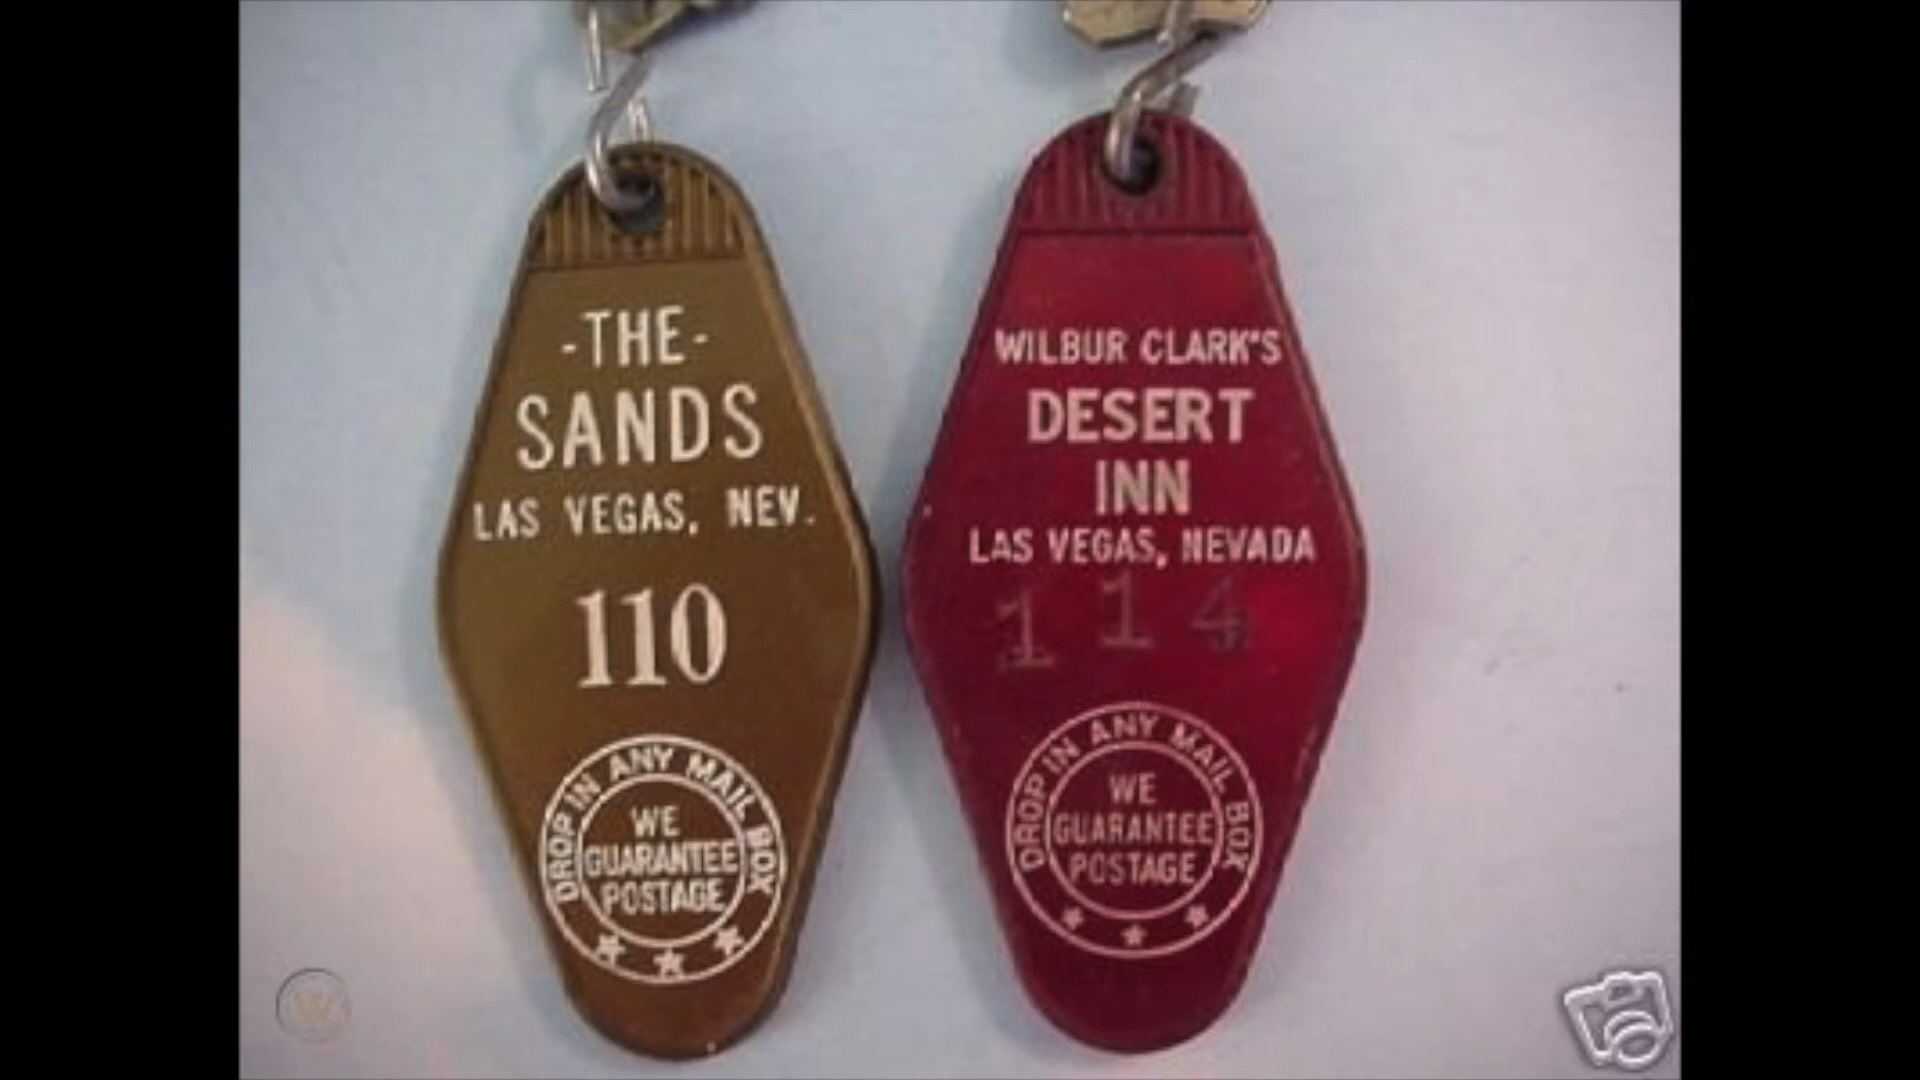 -THE-
SANDS
LAS VEGAS, NEV.
110
DROP IN ANY MAIL BOX
WE
GUARANTEE
POSTAGE
WILBUR CLARK'S
DESERT
INN
LAS VEGAS, NEVADA
114
DROP IN ANY MAIL BOX
WE
GUARANTEE
POSTAGE
W